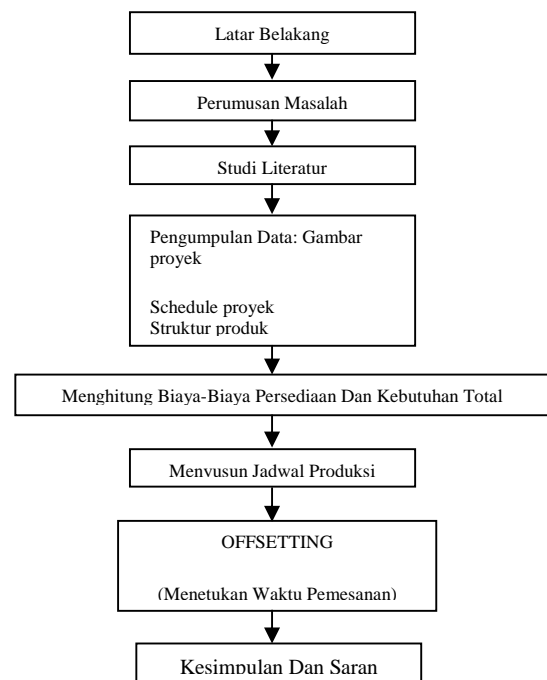 Latar Belakang
Perumusan Masalah
Studi Literatur
Pengumpulan Data: Gambar
proyek
Schedule proyek
Struktur produk
Menghitung Biaya-Biaya Persediaan Dan Kebutuhan Total
Menyusun Jadwal Produksi
OFFSETTING
(Menetukan Waktu Pemesanan)
Kesimpulan Dan Saran